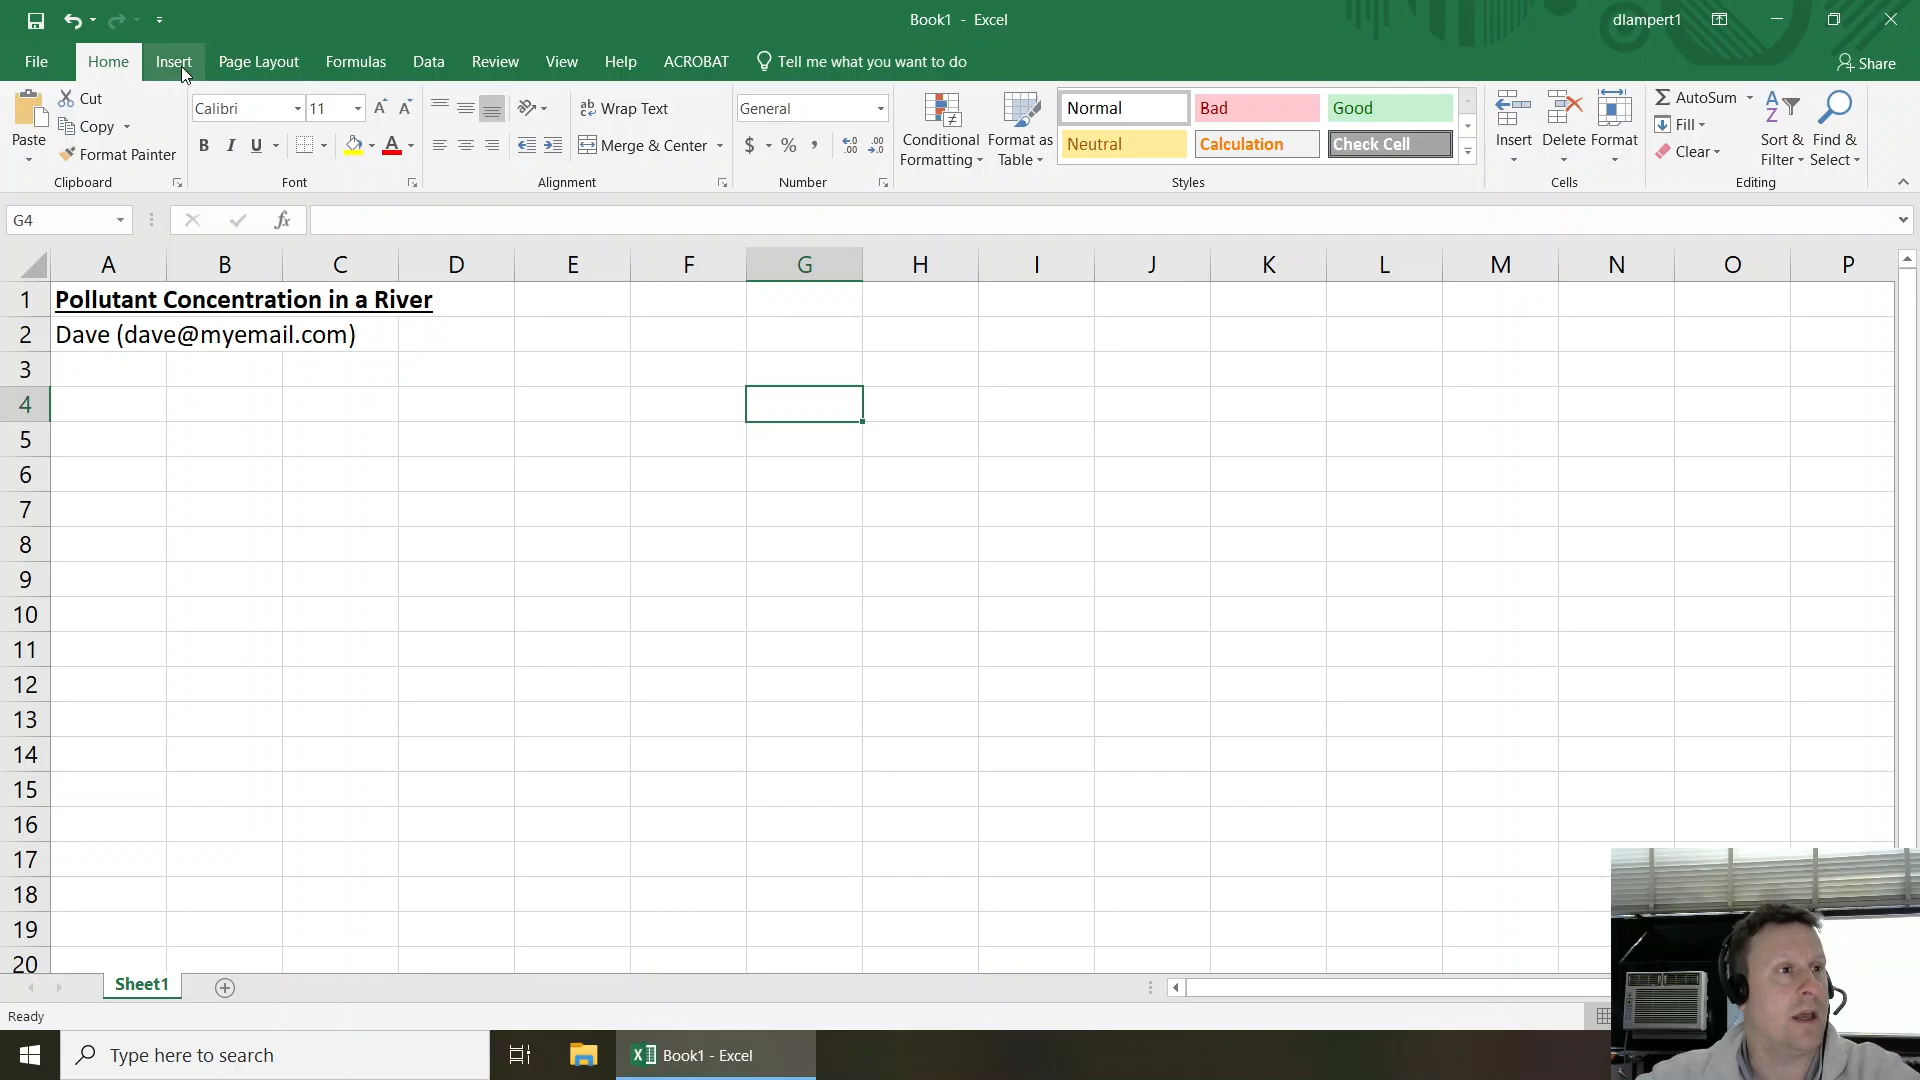 Book1 - Excel
dlampert1
File Home Insert Page Layout Formulas Data Review View Help ACROBAT Tell me what you want to do
Share
Paste
Cut
Copy
Format Painter
Clipboard
Calibri 11
B I U
A
Font
Wrap Text
Merge & Center
Alignment
General
$ % ,
Number
Conditional Formatting
Format as Table
Normal Bad Good
Neutral Calculation Check Cell
Styles
Insert Delete Format
Cells
AutoSum
Fill
Clear
Sort & Filter
Find & Select
Editing
G4
fx
A B C D E F G H I J K L M N O P
1 Pollutant Concentration in a River
2 Dave (dave@myemail.com)
3
4
5
6
7
8
9
10
11
12
13
14
15
16
17
18
19
20
Sheet1
Ready
Type here to search
Book1 - Excel